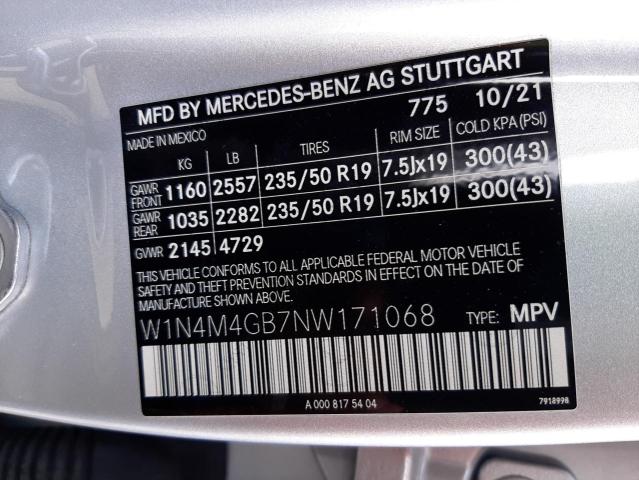 MFD BY MERCEDES-BENZ AG STUTTGART
775 10/21
MADE IN MEXICO
KG LB TIRES RIM SIZE COLD KPA (PSI)
GAWR FRONT 1160 2557 235/50 R19 7.5Jx19 300(43)
GAWR REAR 1035 2282 235/50 R19 7.5Jx19 300(43)
GVWR 2145 4729
THIS VEHICLE CONFORMS TO ALL APPLICABLE FEDERAL MOTOR VEHICLE
SAFETY AND THEFT PREVENTION STANDARDS IN EFFECT ON THE DATE OF
MANUFACTURE SHOWN ABOVE.
W1N4M4GB7NW171068 TYPE: MPV
A 000 817 54 04 7918998